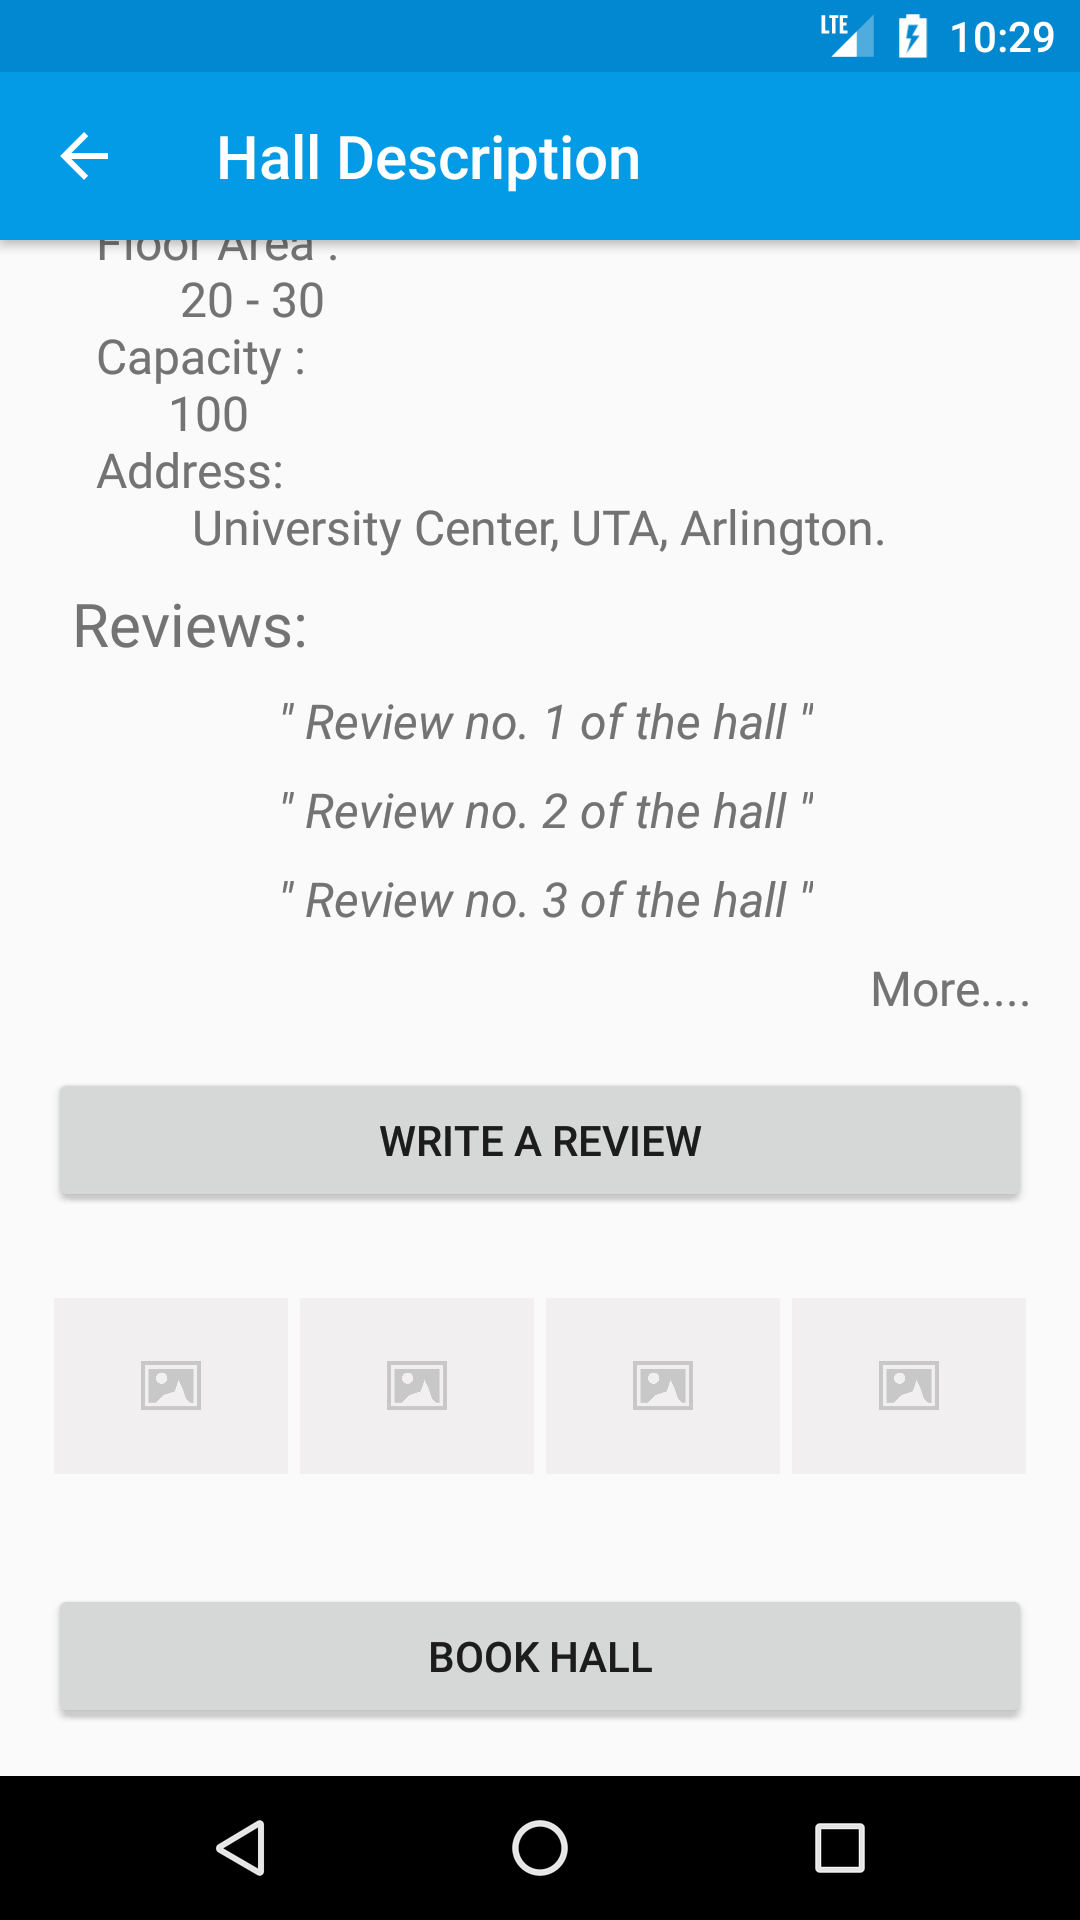 LTE 10:29
Hall Description
Floor Area :
20 - 30
Capacity :
100
Address:
University Center, UTA, Arlington.
Reviews:
" Review no. 1 of the hall "
" Review no. 2 of the hall "
" Review no. 3 of the hall "
More....
WRITE A REVIEW
BOOK HALL